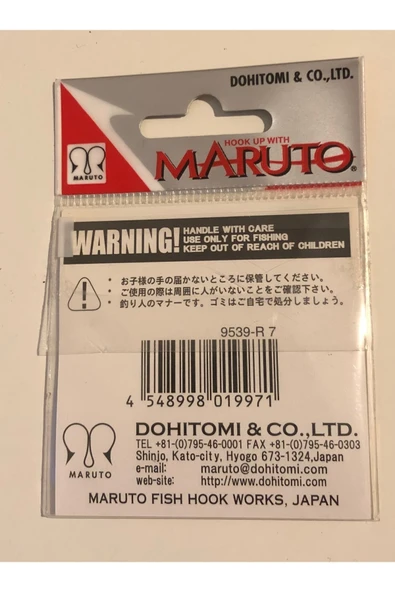 DOHITOMI & CO.,LTD.
HOOK UP WITH
MARUTO®
MARUTO
WARNING!
HANDLE WITH CARE
USE ONLY FOR FISHING
KEEP OUT OF REACH OF CHILDREN
・ お子様の手の届かないところに保管してください。
・ ご使用の際は周囲に人がいないことをご確認下さい。
・ 釣り人のマナーです。ゴミはご自宅で処分しましょう。
9539-R 7
4 548998 019971
DOHITOMI & CO.,LTD.
TEL +81-(0)795-46-0001 FAX +81-(0)795-46-0303
Shinjo, Kato-city, Hyogo 673-1324,Japan
e-mail: maruto@dohitomi.com
web-site: http://www.dohitomi.com
MARUTO
MARUTO FISH HOOK WORKS, JAPAN